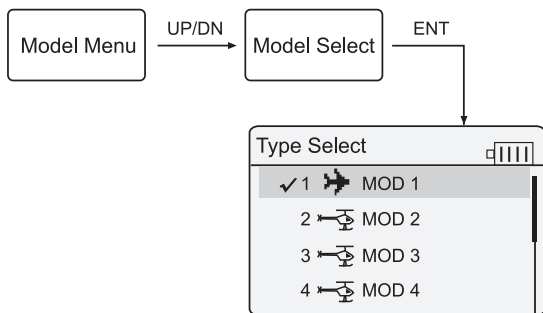 Model Menu
UP/DN
Model Select
ENT
Type Select
✓ 1 MOD 1
2 MOD 2
3 MOD 3
4 MOD 4